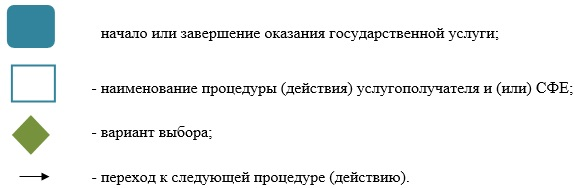 начало или завершение оказания государственной услуги;
- наименование процедуры (действия) услугополучателя и (или) СФЕ;
- вариант выбора;
- переход к следующей процедуре (действию).